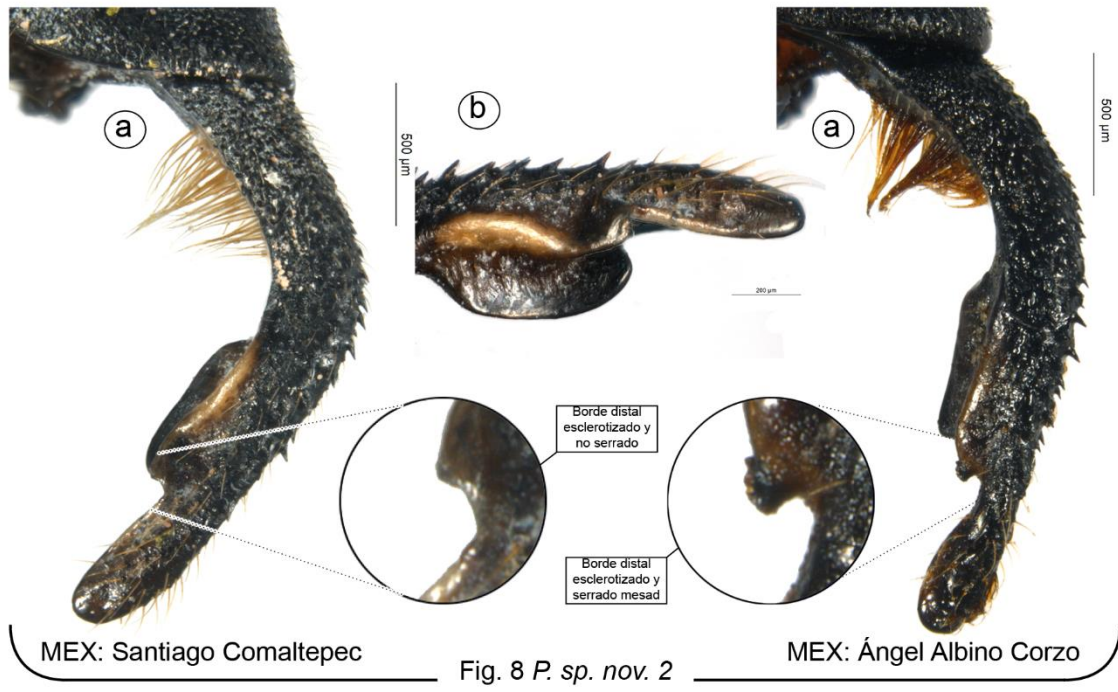 a
500 µm
b
200 µm
a
500 µm
Borde distal
esclerotizado y
no serrado
Borde distal
esclerotizado y
serrado mesad
MEX: Santiago Comaltepec
MEX: Ángel Albino Corzo
Fig. 8 P. sp. nov. 2